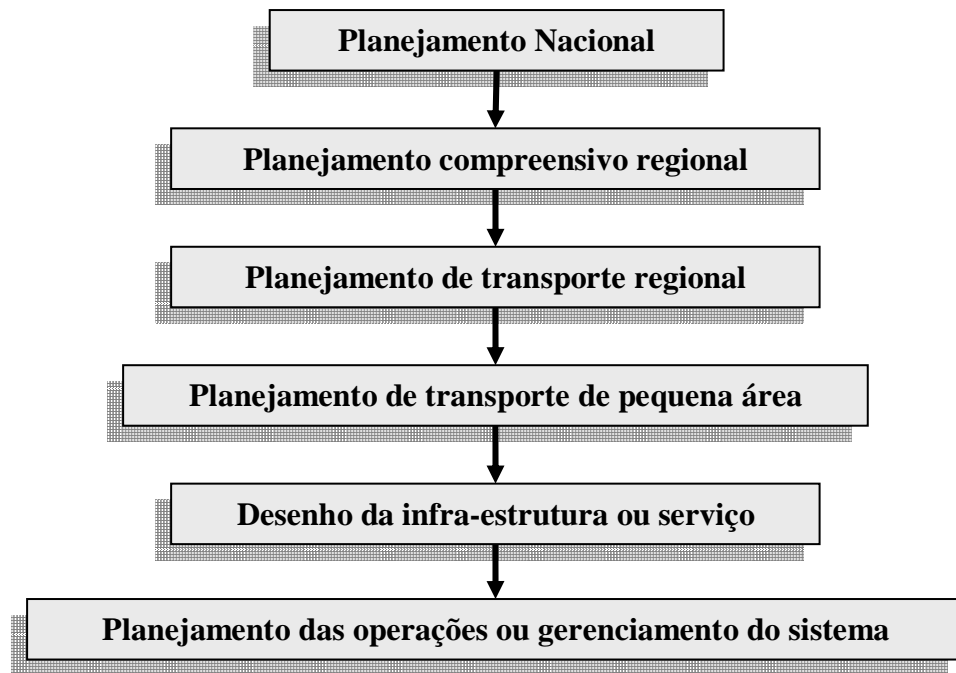 Planejamento Nacional
Planejamento compreensivo regional
Planejamento de transporte regional
Planejamento de transporte de pequena área
Desenho da infra-estrutura ou serviço
Planejamento das operações ou gerenciamento do sistema